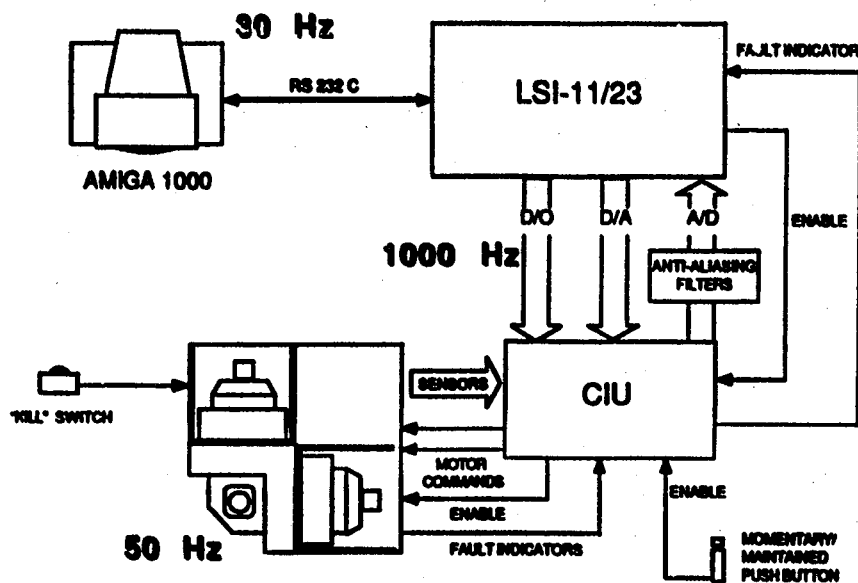 30 Hz
FAULT INDICATOR
RS 232 C
LSI-11/23
AMIGA 1000
D/O
D/A
A/D
ENABLE
1000 Hz
ANTI-ALIASING
FILTERS
SENSORS
CIU
"KILL" SWITCH
MOTOR
COMMANDS
ENABLE
ENABLE
50 Hz
FAULT INDICATORS
MOMENTARY/
MAINTAINED
PUSH BUTTON